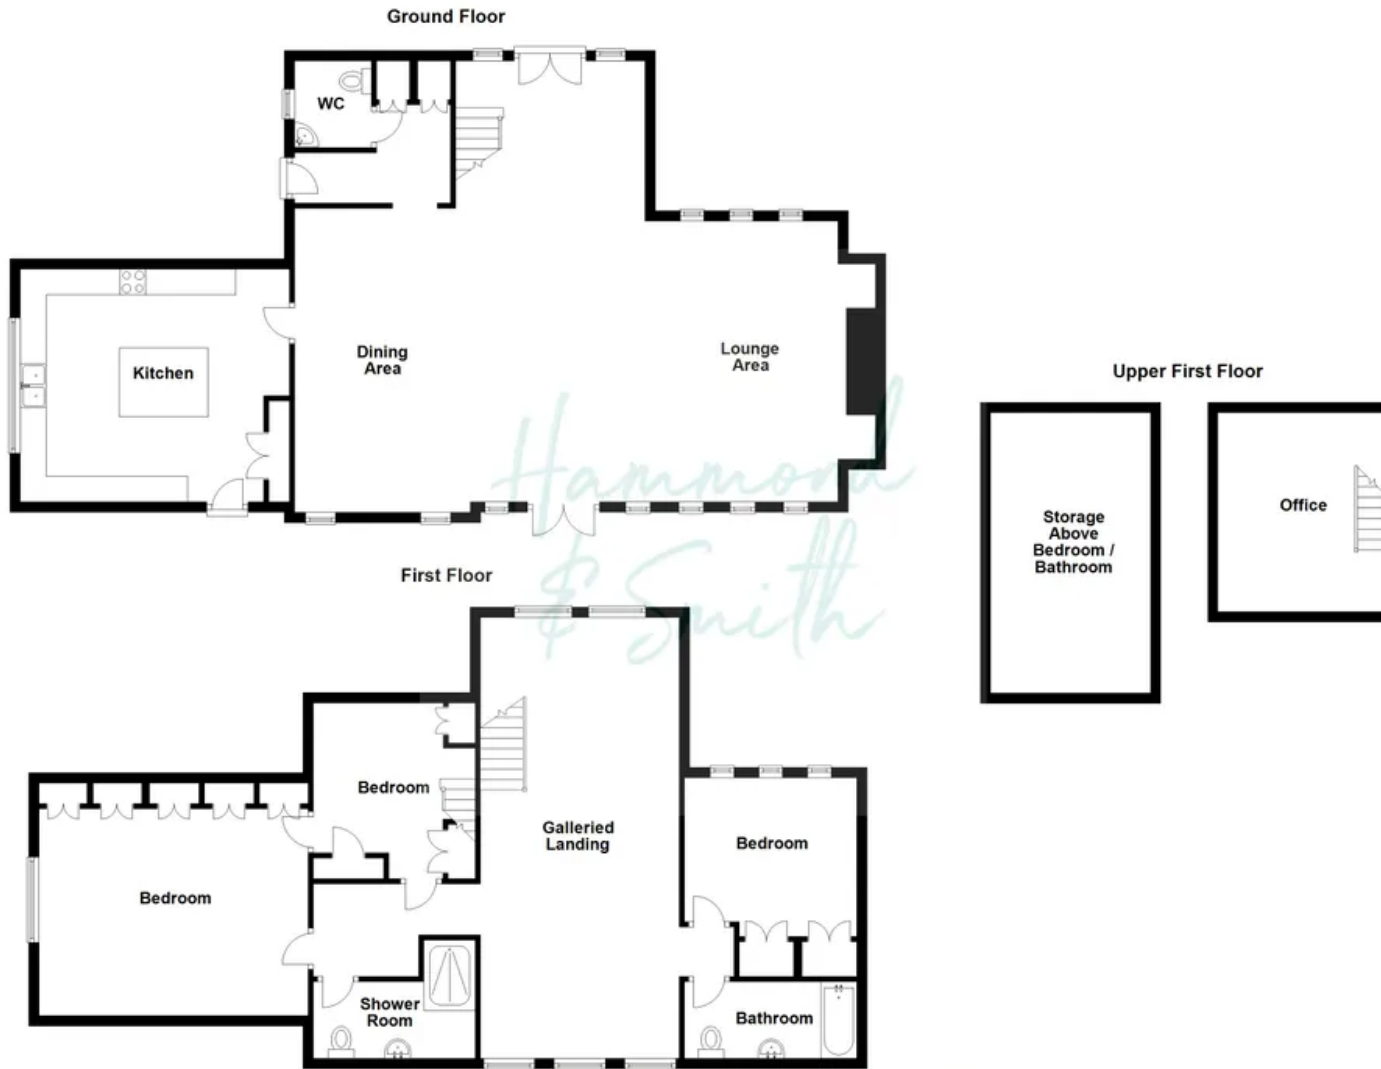 Ground Floor
WC
Kitchen
Dining
Area
Lounge
Area
Hammond
& Smith
Upper First Floor
Storage
Above
Bedroom /
Bathroom
Office
First Floor
Bedroom
Bedroom
Galleried
Landing
Bedroom
Shower
Room
Bathroom